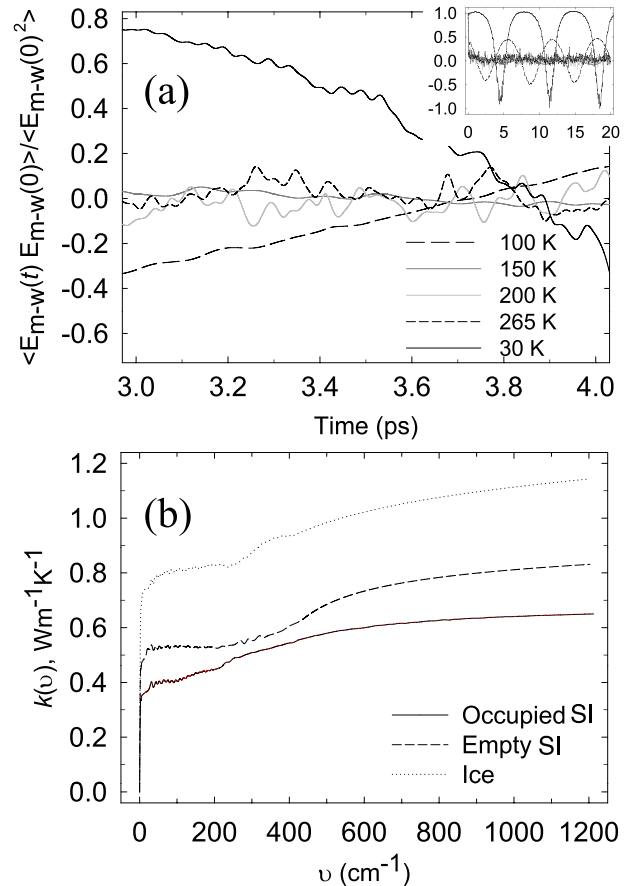 <E_m-w(t) E_m-w(0)>/<E_m-w(0)^2>
(a)
0.8
0.6
0.4
0.2
0.0
-0.2
-0.4
-0.6
1.0
0.5
0.0
-0.5
-1.0
0 5 10 15 20
100 K
150 K
200 K
265 K
30 K
3.0 3.2 3.4 3.6 3.8 4.0
Time (ps)
k(υ), Wm⁻¹K⁻¹
(b)
1.2
1.0
0.8
0.6
0.4
0.2
0.0
Occupied SI
Empty SI
Ice
0 200 400 600 800 1000 1200
υ (cm⁻¹)